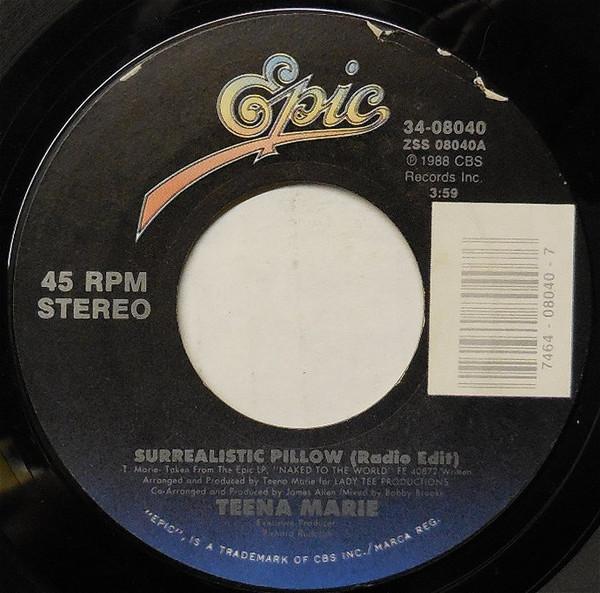 Epic
34-08040
ZSS 08040A
℗ 1988 CBS
Records Inc.
3:59
45 RPM
STEREO
7464 - 08040 - 7
SURREALISTIC PILLOW (Radio Edit)
T. Marie- Taken From The Epic LP, "NAKED TO THE WORLD" FE 40872/Written,
Arranged and Produced by Teena Marie for LADY TEE PRODUCTIONS
Co-Arranged and Produced by James Allen/Mixed by Bobby Brooks
TEENA MARIE
Executive Producer
Richard Rudolph
"EPIC", IS A TRADEMARK OF CBS INC./MARCA REG.